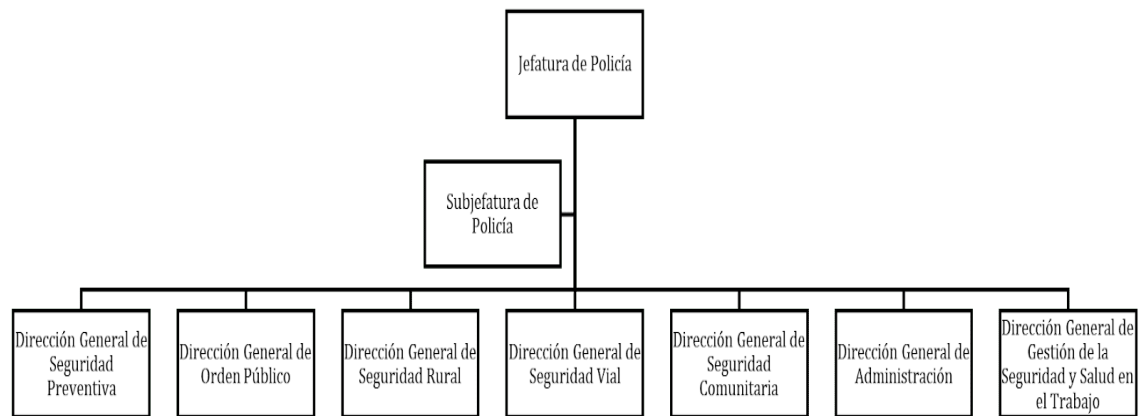 Jefatura de Policía
Subjefatura de
Policía
Dirección General de
Seguridad
Preventiva
Dirección General de
Orden Público
Dirección General de
Seguridad Rural
Dirección General de
Seguridad Vial
Dirección General de
Seguridad
Comunitaria
Dirección General de
Administración
Dirección General de
Gestión de la
Seguridad y Salud en
el Trabajo